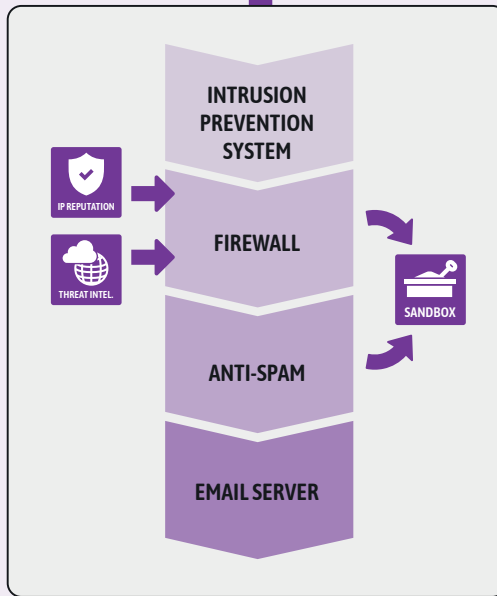 INTRUSION
PREVENTION
SYSTEM
IP REPUTATION
FIREWALL
THREAT INTEL.
SANDBOX
ANTI-SPAM
EMAIL SERVER